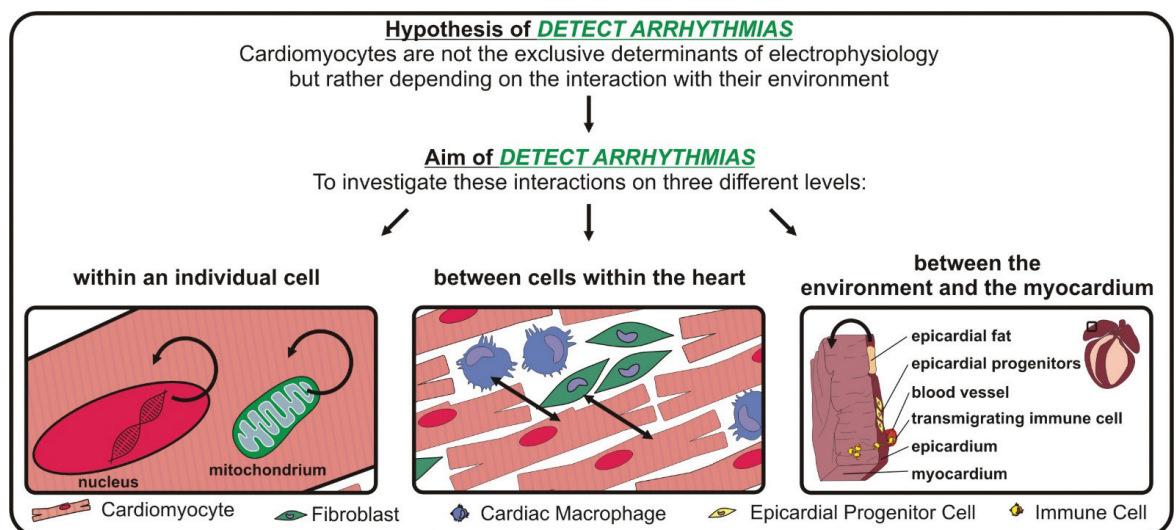 Hypothesis of DETECT ARRHYTHMIAS
Cardiomyocytes are not the exclusive determinants of electrophysiology
but rather depending on the interaction with their environment
Aim of DETECT ARRHYTHMIAS
To investigate these interactions on three different levels:
within an individual cell
between cells within the heart
between the
environment and the myocardium
nucleus
mitochondrium
epicardial fat
epicardial progenitors
blood vessel
transmigrating immune cell
epicardium
myocardium
Cardiomyocyte
Fibroblast
Cardiac Macrophage
Epicardial Progenitor Cell
Immune Cell